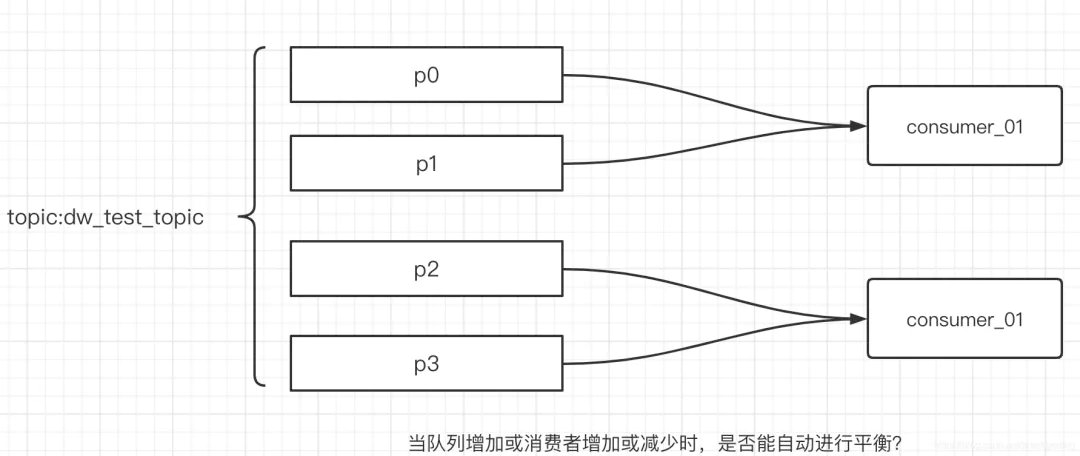 p0
consumer_01
p1
topic:dw_test_topic
p2
consumer_01
p3
当队列增加或消费者增加或减少时，是否能自动进行平衡？